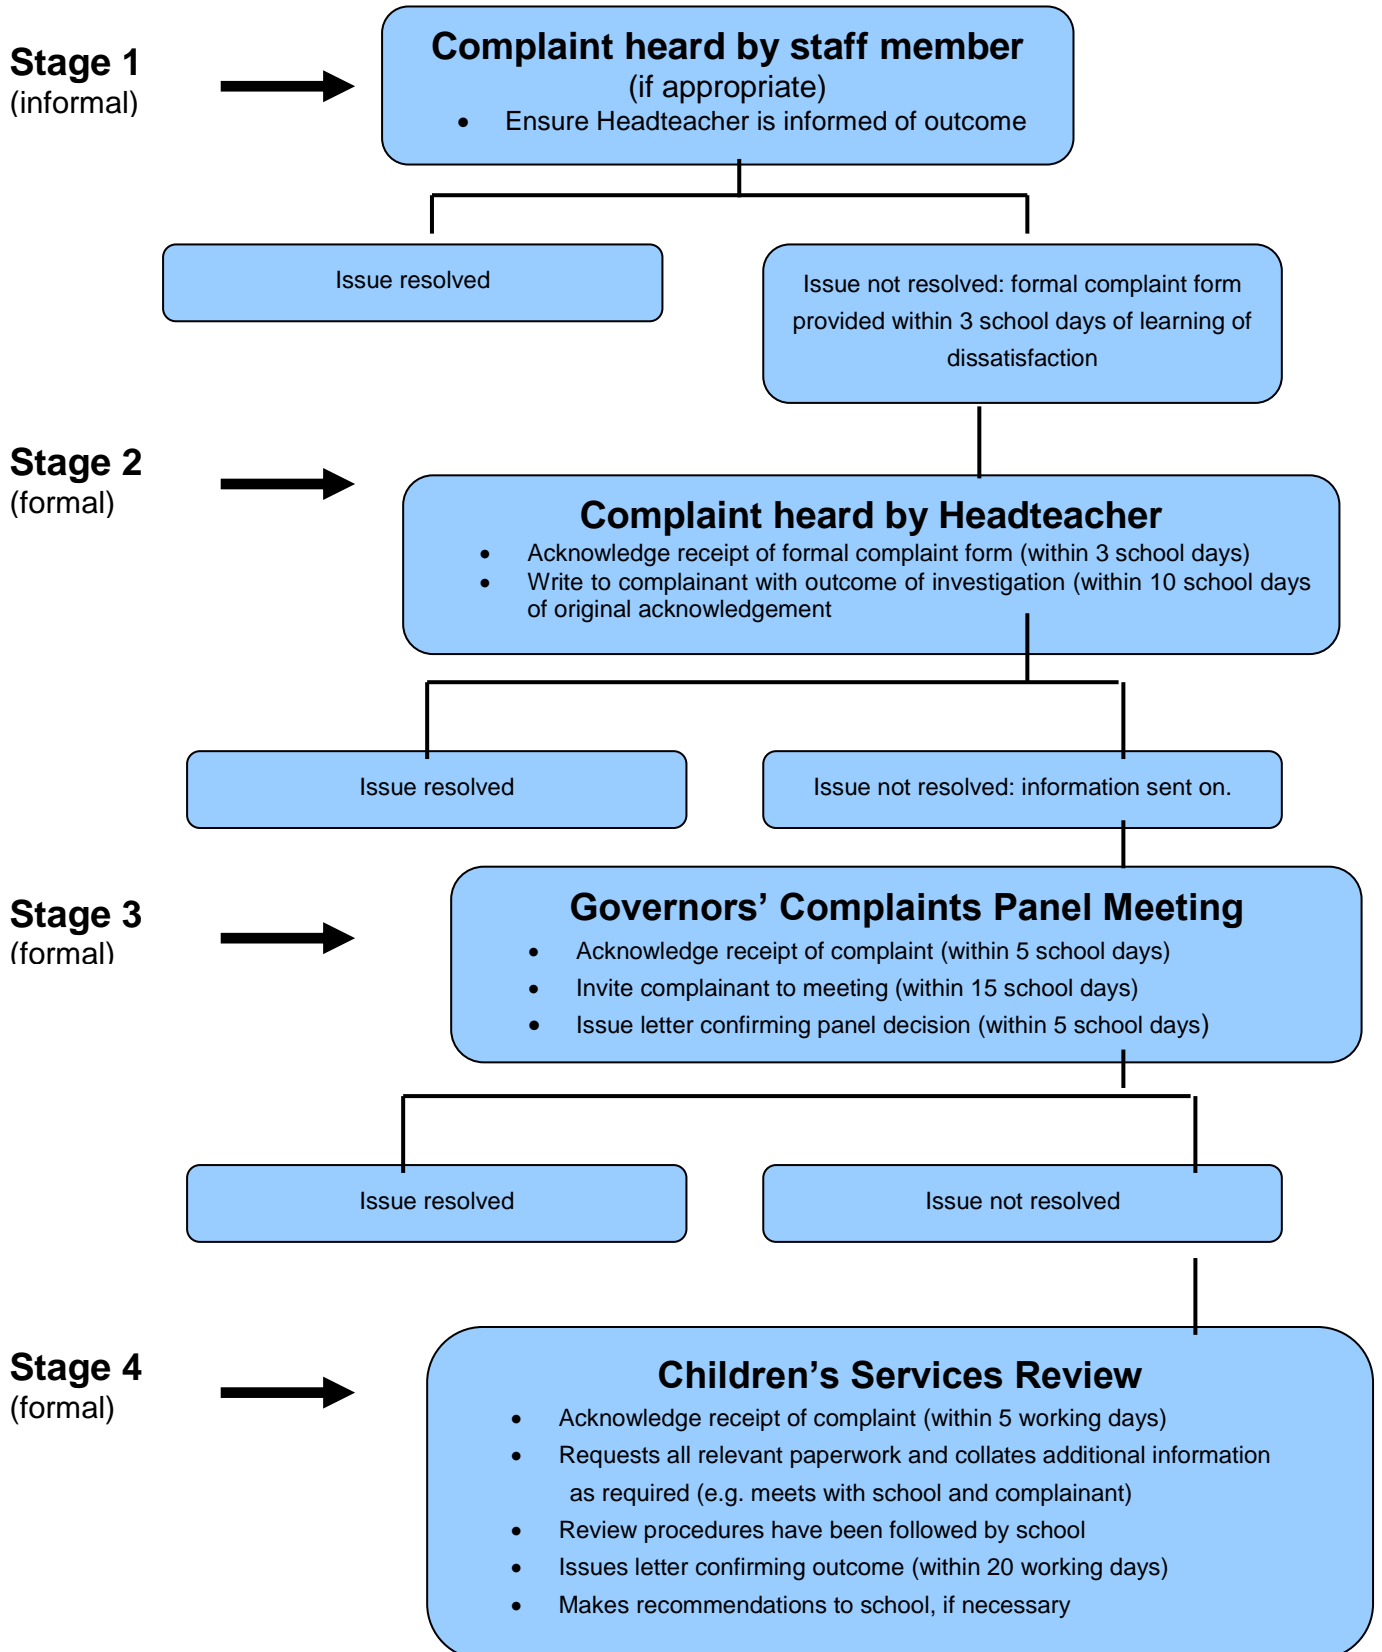 Stage 1
(informal)
Complaint heard by staff member
(if appropriate)
• Ensure Headteacher is informed of outcome
Issue resolved
Issue not resolved: formal complaint form
provided within 3 school days of learning of
dissatisfaction
Stage 2
(formal)
Complaint heard by Headteacher
• Acknowledge receipt of formal complaint form (within 3 school days)
• Write to complainant with outcome of investigation (within 10 school days
of original acknowledgement
Issue resolved
Issue not resolved: information sent on.
Stage 3
(formal)
Governors’ Complaints Panel Meeting
• Acknowledge receipt of complaint (within 5 school days)
• Invite complainant to meeting (within 15 school days)
• Issue letter confirming panel decision (within 5 school days)
Issue resolved
Issue not resolved
Stage 4
(formal)
Children’s Services Review
• Acknowledge receipt of complaint (within 5 working days)
• Requests all relevant paperwork and collates additional information
as required (e.g. meets with school and complainant)
• Review procedures have been followed by school
• Issues letter confirming outcome (within 20 working days)
• Makes recommendations to school, if necessary